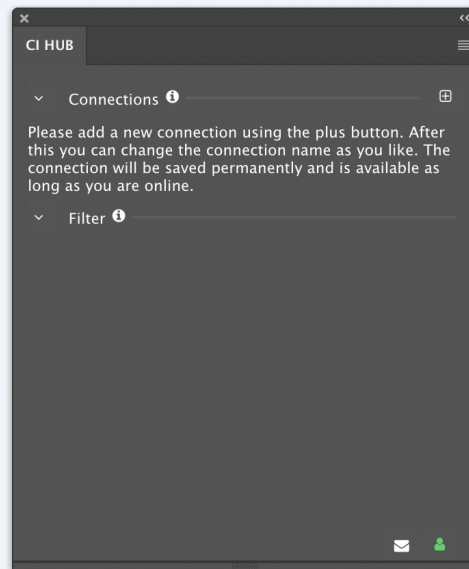 CI HUB
Connections
Please add a new connection using the plus button. After
this you can change the connection name as you like. The
connection will be saved permanently and is available as
long as you are online.
Filter